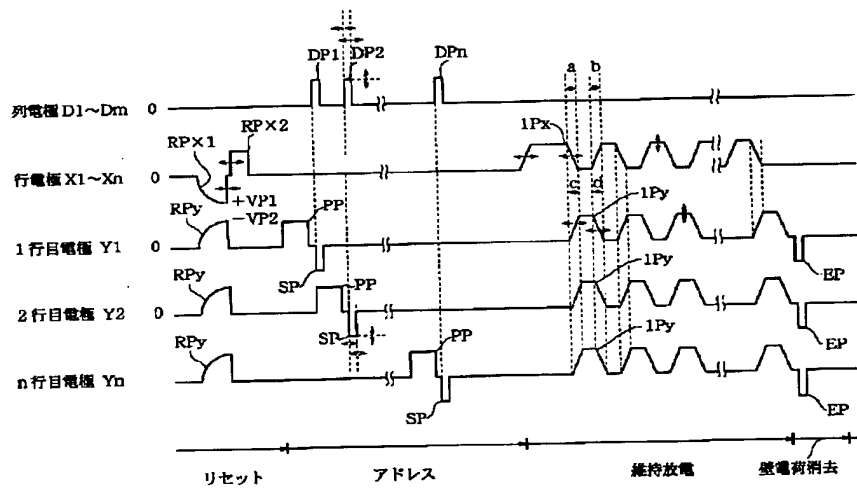 DP1 DP2 DPn a b
列電極 D1~Dm 0
RP×1 RP×2 1Px
行電極 X1~Xn 0
+VP1
−VP2
c d
RPy PP 1Py
1行目電極 Y1 0
SP EP
RPy PP 1Py
2行目電極 Y2 0
SP EP
RPy PP 1Py
n行目電極 Yn
SP EP
リセット アドレス 維持放電 壁電荷消去